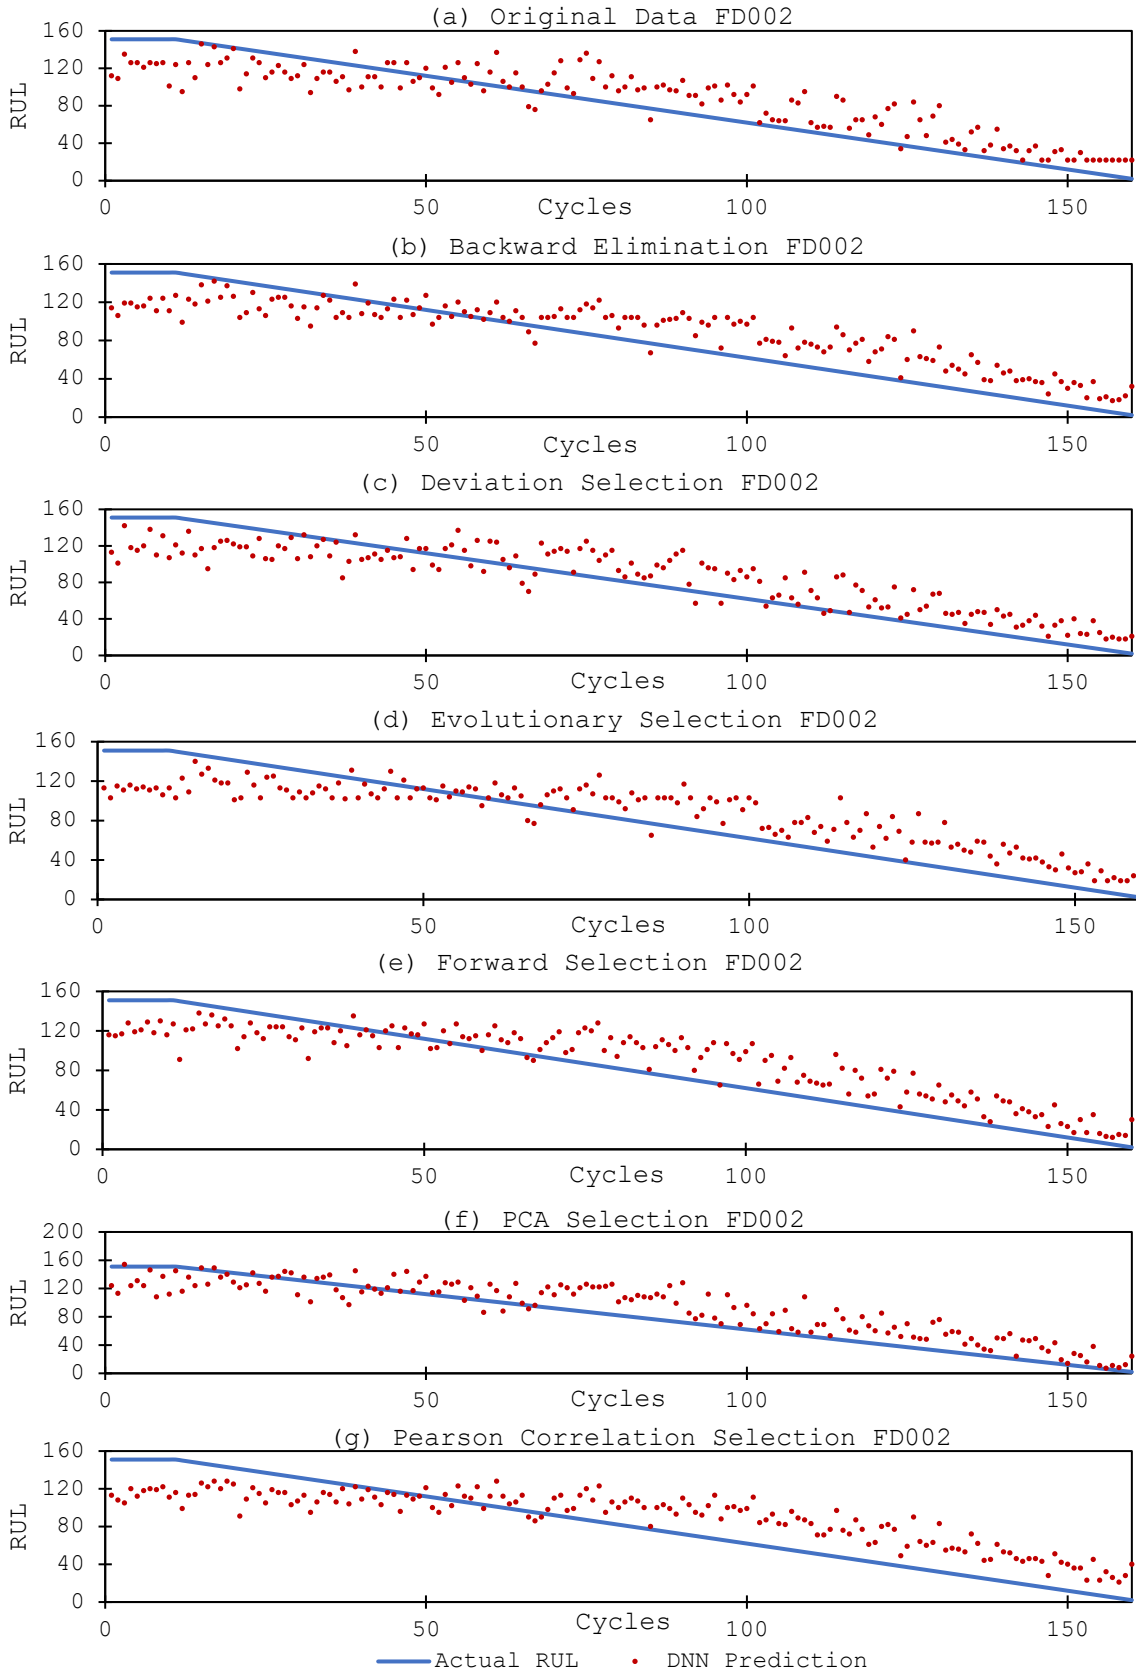 (a) Original Data FD002
160
120
80
40
0
RUL
0 50 Cycles 100 150
(b) Backward Elimination FD002
160
120
80
40
0
RUL
0 50 Cycles 100 150
(c) Deviation Selection FD002
160
120
80
40
0
RUL
0 50 Cycles 100 150
(d) Evolutionary Selection FD002
160
120
80
40
0
RUL
0 50 Cycles 100 150
(e) Forward Selection FD002
160
120
80
40
0
RUL
0 50 Cycles 100 150
(f) PCA Selection FD002
200
160
120
80
40
0
RUL
0 50 Cycles 100 150
(g) Pearson Correlation Selection FD002
160
120
80
40
0
RUL
0 50 Cycles 100 150
Actual RUL DNN Prediction